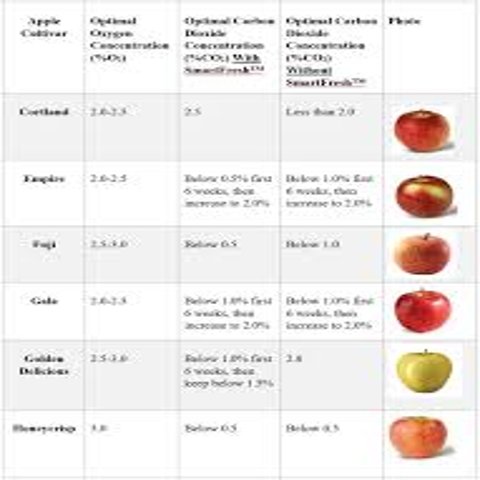 Apple
Cultivar
Optimal
Oxygen
Concentration
(%O₂)
Optimal Carbon
Dioxide
Concentration
(%CO₂) With
SmartFresh™
Optimal Carbon
Dioxide
Concentration
(%CO₂)
Without
SmartFresh™
Photo
Cortland
2.0-2.5
2.5
Less than 2.0
Empire
2.0-2.5
Below 0.5% first
6 weeks, then
increase to 2.0%
Below 1.0% first
6 weeks, then
increase to 2.0%
Fuji
2.5-3.0
Below 0.5
Below 1.0
Gala
2.0-2.5
Below 1.0% first
6 weeks, then
increase to 2.0%
Below 1.0% first
6 weeks, then
increase to 2.0%
Golden
Delicious
2.5-3.0
Below 1.0% first
6 weeks, then
keep below 1.5%
2.0
Honeycrisp
3.0
Below 0.5
Below 0.5